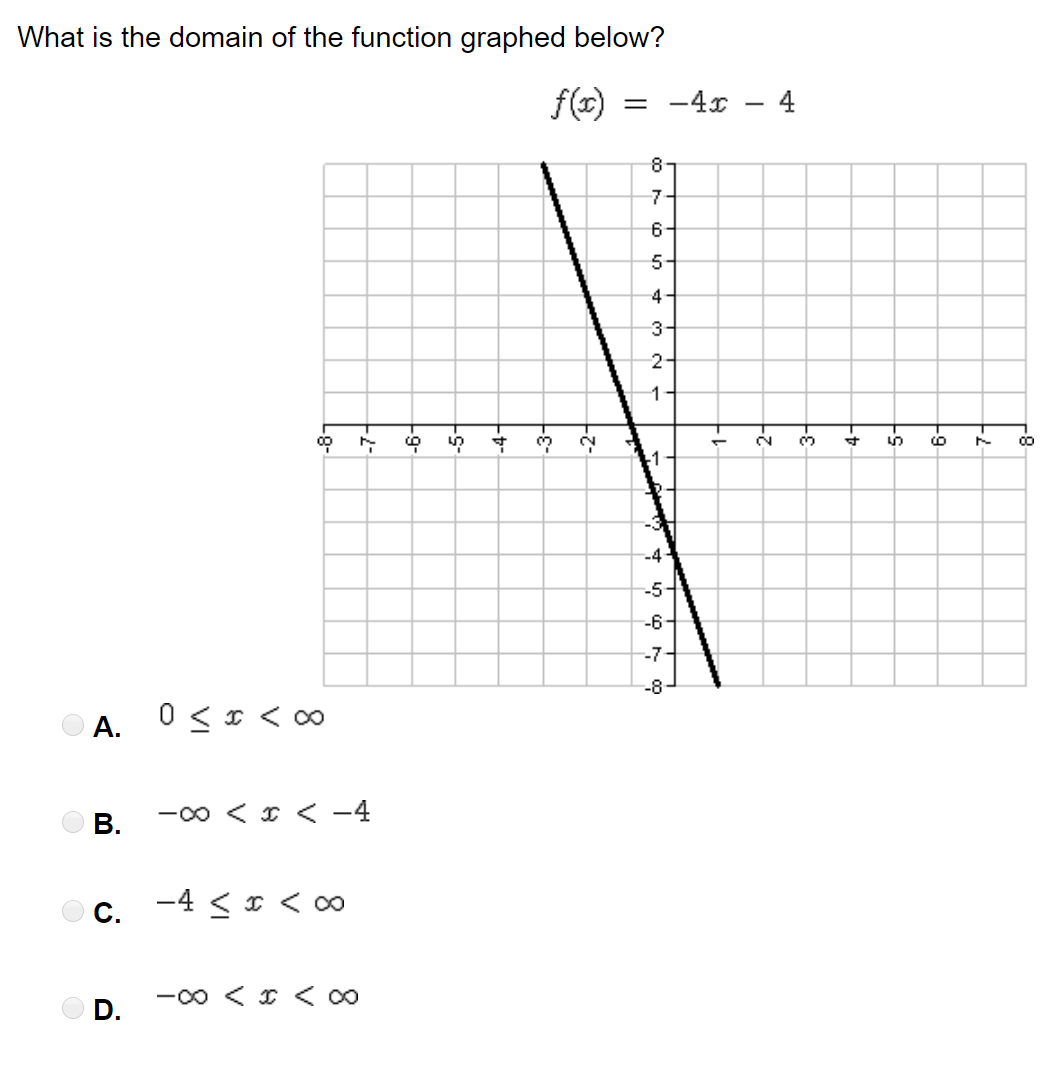 What is the domain of the function graphed below?
f(x) = −4x − 4
8
7
6
5
4
3
2
1
-8 -7 -6 -5 -4 -3 -2 1 2 3 4 5 6 7 8
-1
-3
-4
-5
-6
-7
-8
A. 0 ≤ x < ∞
B. −∞ < x < −4
C. −4 ≤ x < ∞
D. −∞ < x < ∞